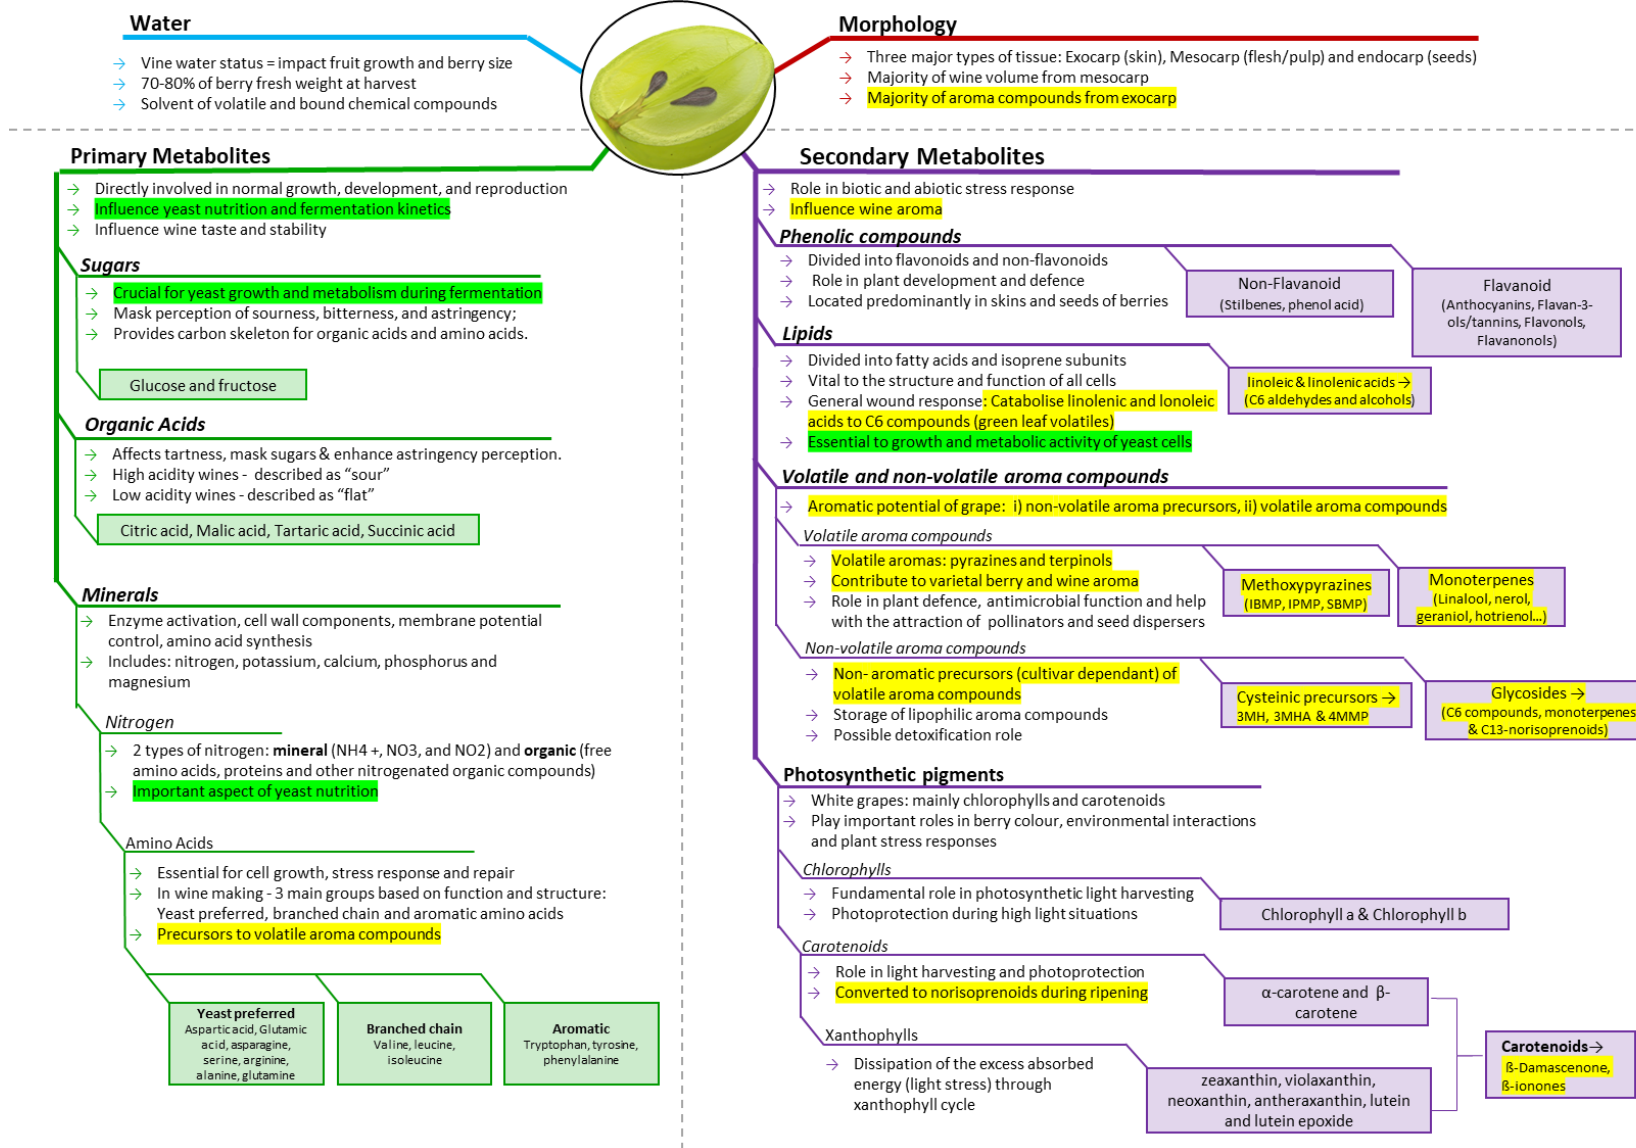 Water
Vine water status = impact fruit growth and berry size
70-80% of berry fresh weight at harvest
Solvent of volatile and bound chemical compounds
Morphology
Three major types of tissue: Exocarp (skin), Mesocarp (flesh/pulp) and endocarp (seeds)
Majority of wine volume from mesocarp
Majority of aroma compounds from exocarp
Primary Metabolites
Directly involved in normal growth, development, and reproduction
Influence yeast nutrition and fermentation kinetics
Influence wine taste and stability
Sugars
Crucial for yeast growth and metabolism during fermentation
Mask perception of sourness, bitterness, and astringency;
Provides carbon skeleton for organic acids and amino acids.
Glucose and fructose
Organic Acids
Affects tartness, mask sugars & enhance astringency perception.
High acidity wines - described as “sour”
Low acidity wines - described as “flat”
Citric acid, Malic acid, Tartaric acid, Succinic acid
Minerals
Enzyme activation, cell wall components, membrane potential
control, amino acid synthesis
Includes: nitrogen, potassium, calcium, phosphorus and
magnesium
Nitrogen
2 types of nitrogen: mineral (NH4 +, NO3, and NO2) and organic (free
amino acids, proteins and other nitrogenated organic compounds)
Important aspect of yeast nutrition
Amino Acids
Essential for cell growth, stress response and repair
In wine making - 3 main groups based on function and structure:
Yeast preferred, branched chain and aromatic amino acids
Precursors to volatile aroma compounds
Yeast preferred
Aspartic acid, Glutamic
acid, asparagine,
serine, arginine,
alanine, glutamine
Branched chain
Valine, leucine,
isoleucine
Aromatic
Tryptophan, tyrosine,
phenylalanine
Secondary Metabolites
Role in biotic and abiotic stress response
Influence wine aroma
Phenolic compounds
Divided into flavonoids and non-flavonoids
Role in plant development and defence
Located predominantly in skins and seeds of berries
Non-Flavanoid
(Stilbenes, phenol acid)
Flavanoid
(Anthocyanins, Flavan-3-
ols/tannins, Flavonols,
Flavanonols)
Lipids
Divided into fatty acids and isoprene subunits
Vital to the structure and function of all cells
General wound response: Catabolise linolenic and lonoleic
acids to C6 compounds (green leaf volatiles)
Essential to growth and metabolic activity of yeast cells
linoleic & linolenic acids →
(C6 aldehydes and alcohols)
Volatile and non-volatile aroma compounds
Aromatic potential of grape: i) non-volatile aroma precursors, ii) volatile aroma compounds
Volatile aroma compounds
Volatile aromas: pyrazines and terpinols
Contribute to varietal berry and wine aroma
Role in plant defence, antimicrobial function and help
with the attraction of pollinators and seed dispersers
Methoxypyrazines
(IBMP, IPMP, SBMP)
Monoterpenes
(Linalool, nerol,
geraniol, hotrienol...)
Non-volatile aroma compounds
Non- aromatic precursors (cultivar dependant) of
volatile aroma compounds
Storage of lipophilic aroma compounds
Possible detoxification role
Cysteinic precursors →
3MH, 3MHA & 4MMP
Glycosides →
(C6 compounds, monoterpenes
& C13-norisoprenoids)
Photosynthetic pigments
White grapes: mainly chlorophylls and carotenoids
Play important roles in berry colour, environmental interactions
and plant stress responses
Chlorophylls
Fundamental role in photosynthetic light harvesting
Photoprotection during high light situations
Chlorophyll a & Chlorophyll b
Carotenoids
Role in light harvesting and photoprotection
Converted to norisoprenoids during ripening
α-carotene and β-
carotene
Xanthophylls
Dissipation of the excess absorbed
energy (light stress) through
xanthophyll cycle
zeaxanthin, violaxanthin,
neoxanthin, antheraxanthin, lutein
and lutein epoxide
Carotenoids→
ß-Damascenone,
ß-ionones